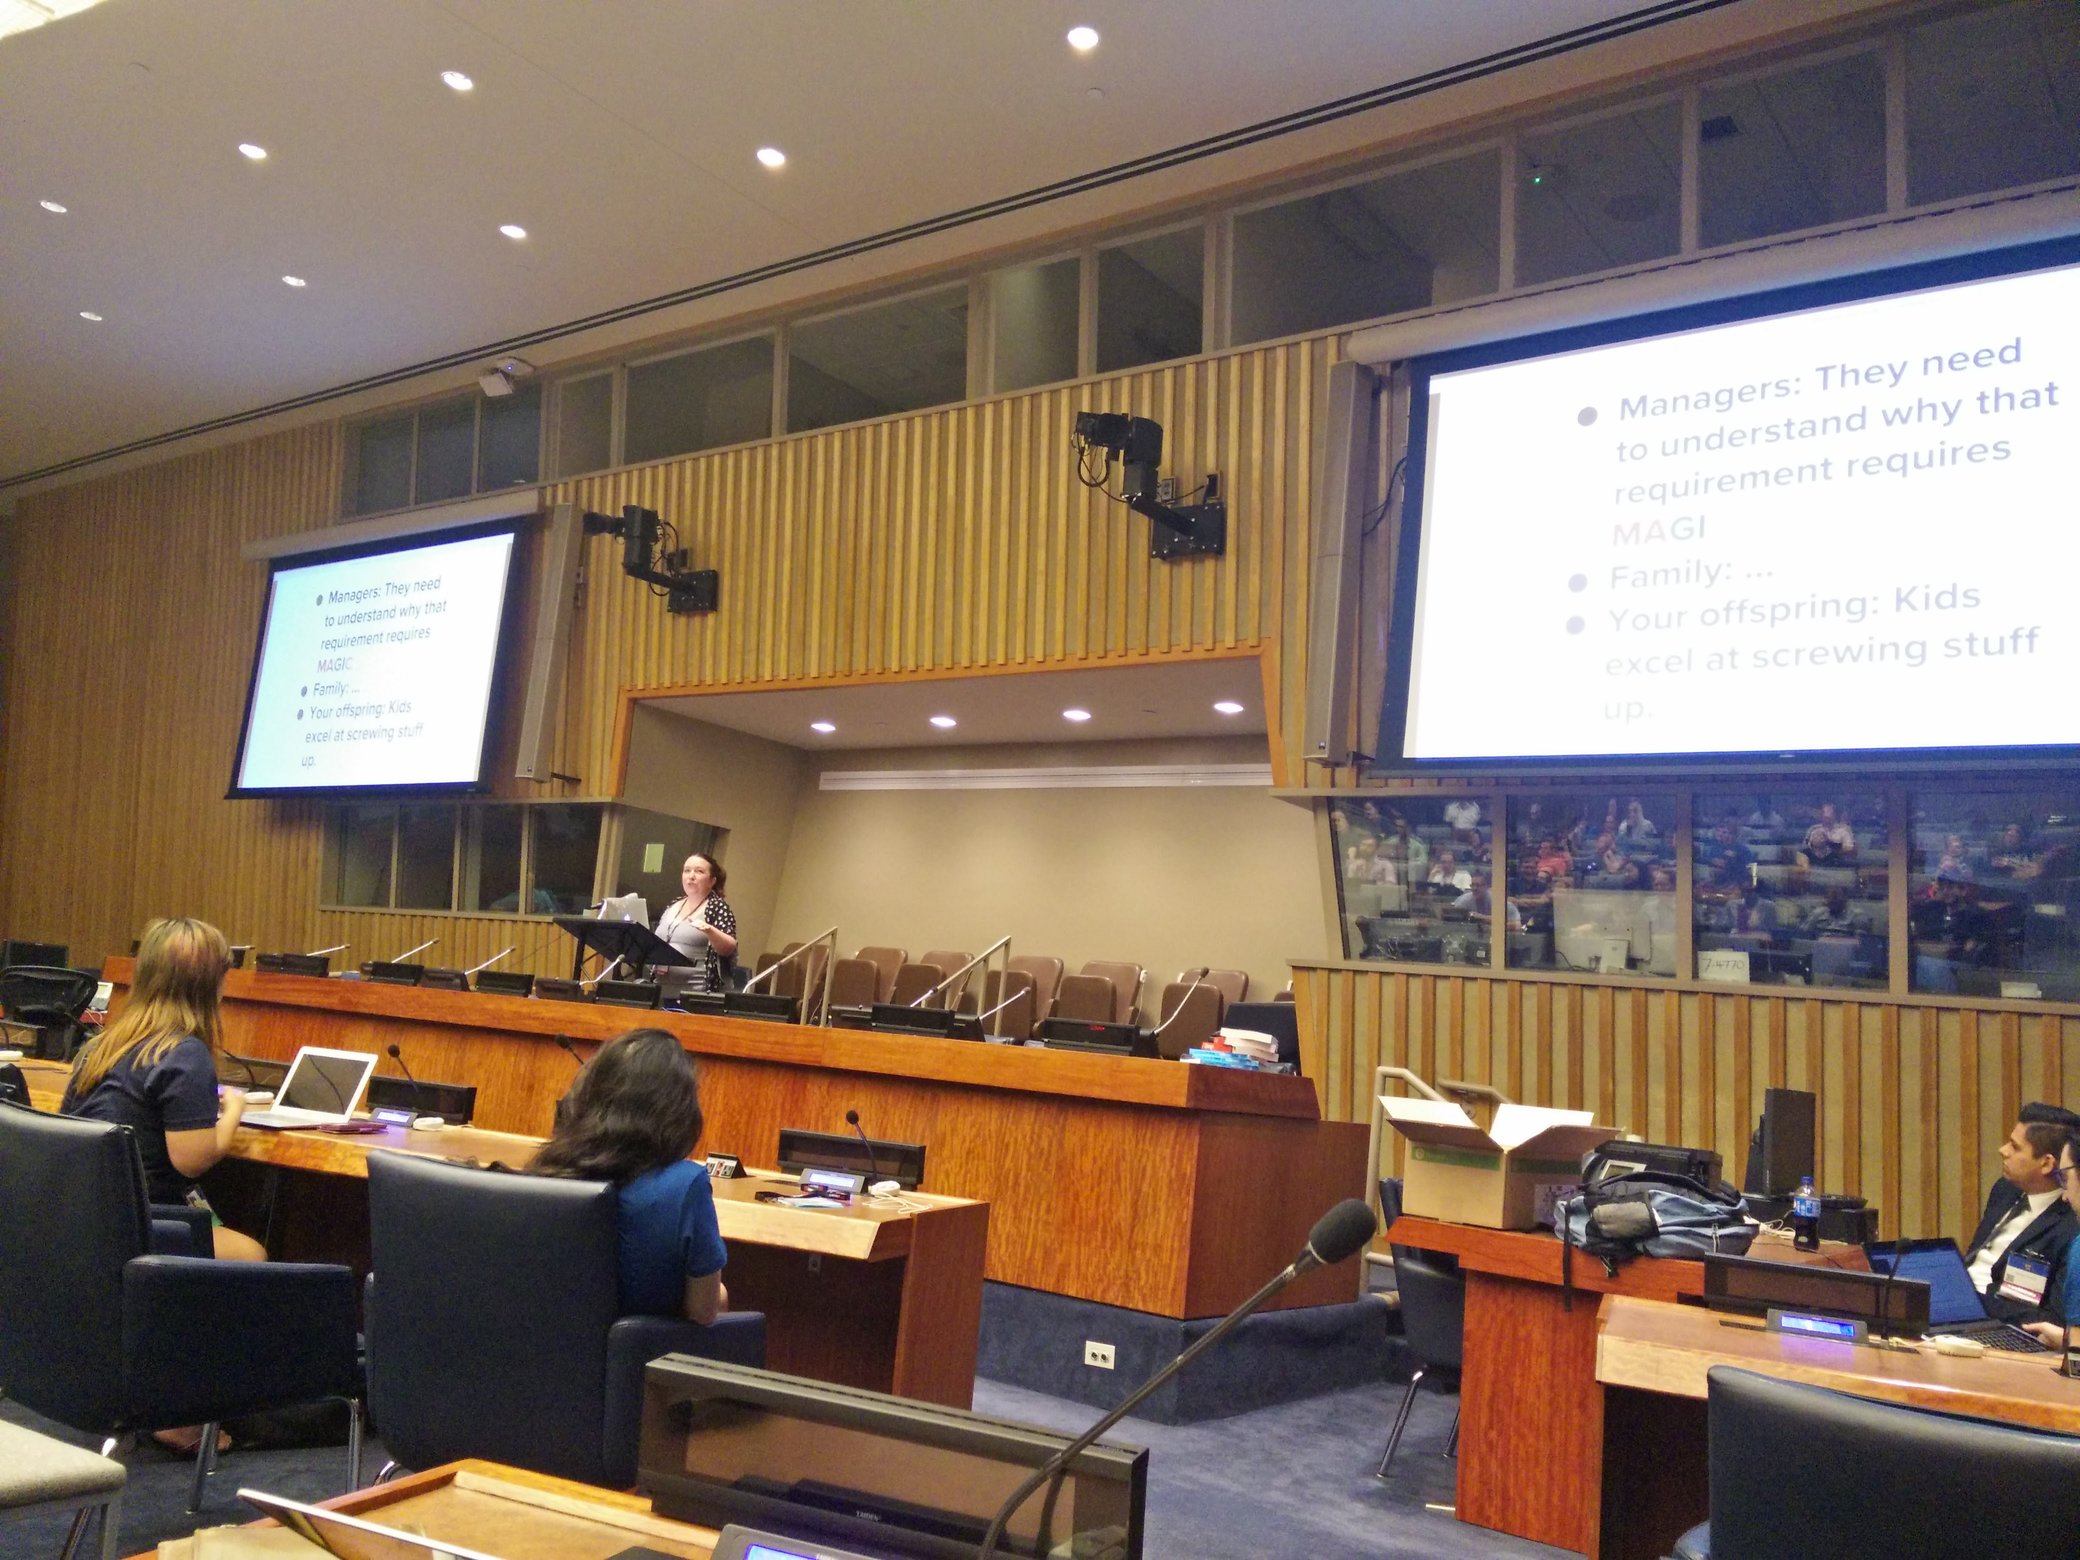 ● Managers: They need
to understand why that
requirement requires
MAGIC
● Family: ...
● Your offspring: Kids
excel at screwing stuff
up.
● Managers: They need
to understand why that
requirement requires
MAGI
● Family: ...
● Your offspring: Kids
excel at screwing stuff
up.
TAIDEN